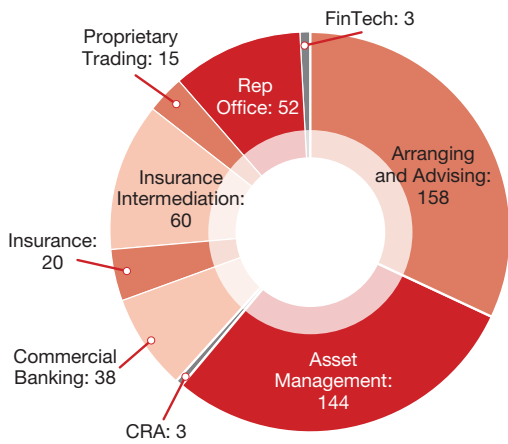 FinTech: 3
Proprietary
Trading: 15
Rep
Office: 52
Arranging
and Advising:
158
Insurance
Intermediation:
60
Insurance:
20
Commercial
Banking: 38
Asset
Management:
144
CRA: 3